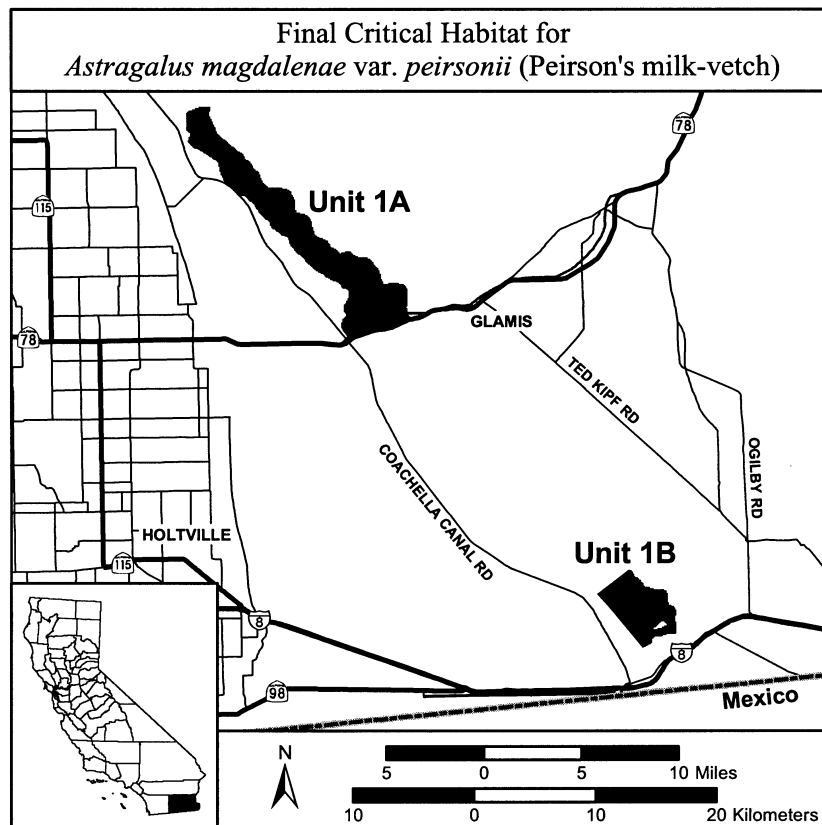 Final Critical Habitat for
Astragalus magdalenae var. peirsonii (Peirson's milk-vetch)
78
115
Unit 1A
78
GLAMIS
TED KIPF RD
COACHELLA CANAL RD
OGILBY RD
HOLTVILLE
115
Unit 1B
8
8
98
Mexico
N
5 0 5 10 Miles
10 0 10 20 Kilometers